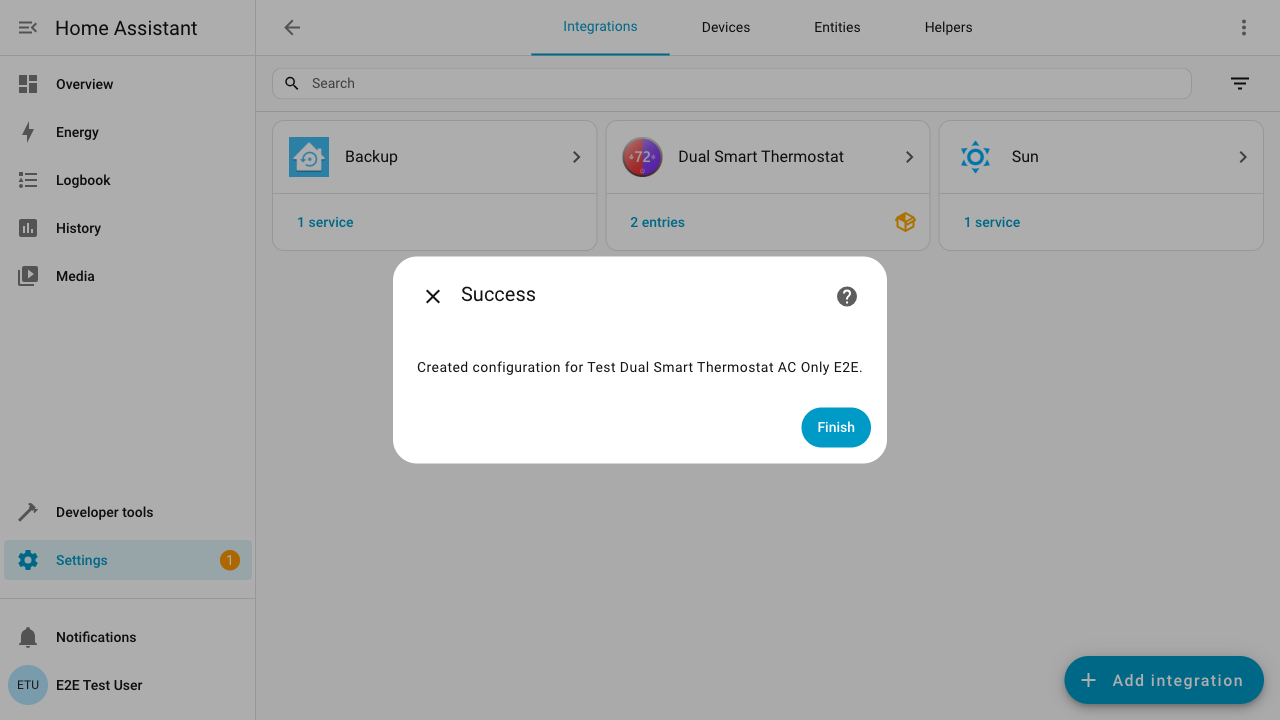 Home Assistant
Integrations
Devices
Entities
Helpers
Search
Overview
Energy
Logbook
History
Media
Backup
1 service
72
Dual Smart Thermostat
2 entries
Sun
1 service
Success
Created configuration for Test Dual Smart Thermostat AC Only E2E.
Finish
Developer tools
Settings
1
Notifications
ETU
E2E Test User
Add integration